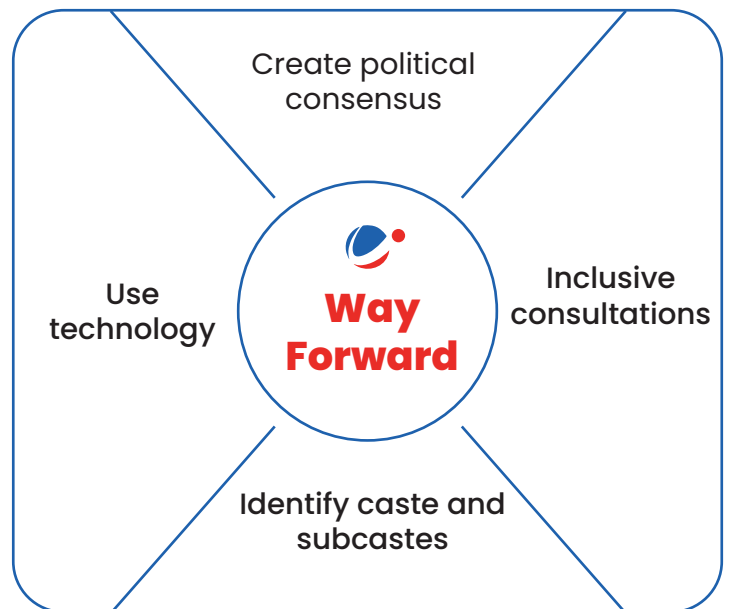 Create political
consensus
Use
technology
Way
Forward
Inclusive
consultations
Identify caste and
subcastes